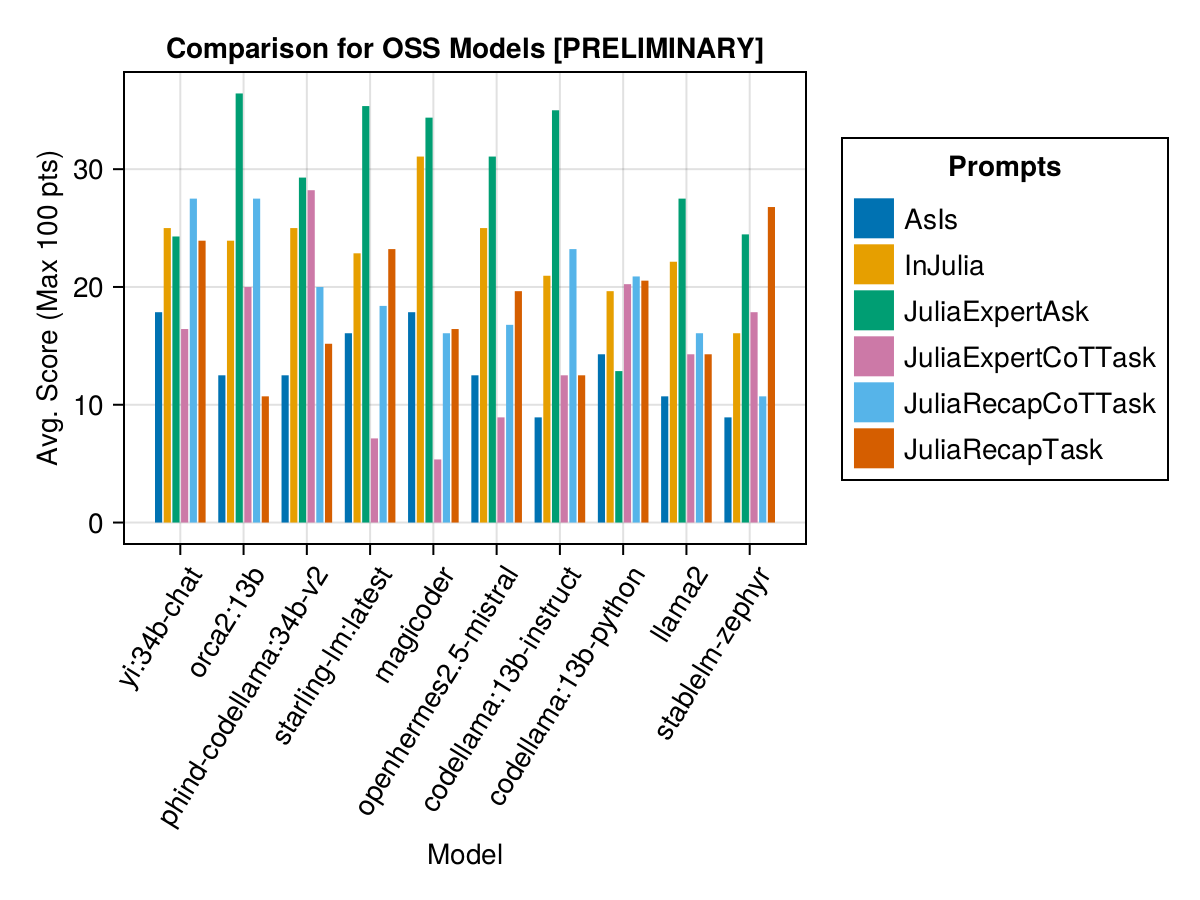 Comparison for OSS Models [PRELIMINARY]
Avg. Score (Max 100 pts)
30
20
10
0
yi:34b-chat
orca2:13b
phind-codellama:34b-v2
starling-lm:latest
magicoder
openhermes2.5-mistral
codellama:13b-instruct
codellama:13b-python
llama2
stablelm-zephyr
Model
Prompts
AsIs
InJulia
JuliaExpertAsk
JuliaExpertCoTTask
JuliaRecapCoTTask
JuliaRecapTask